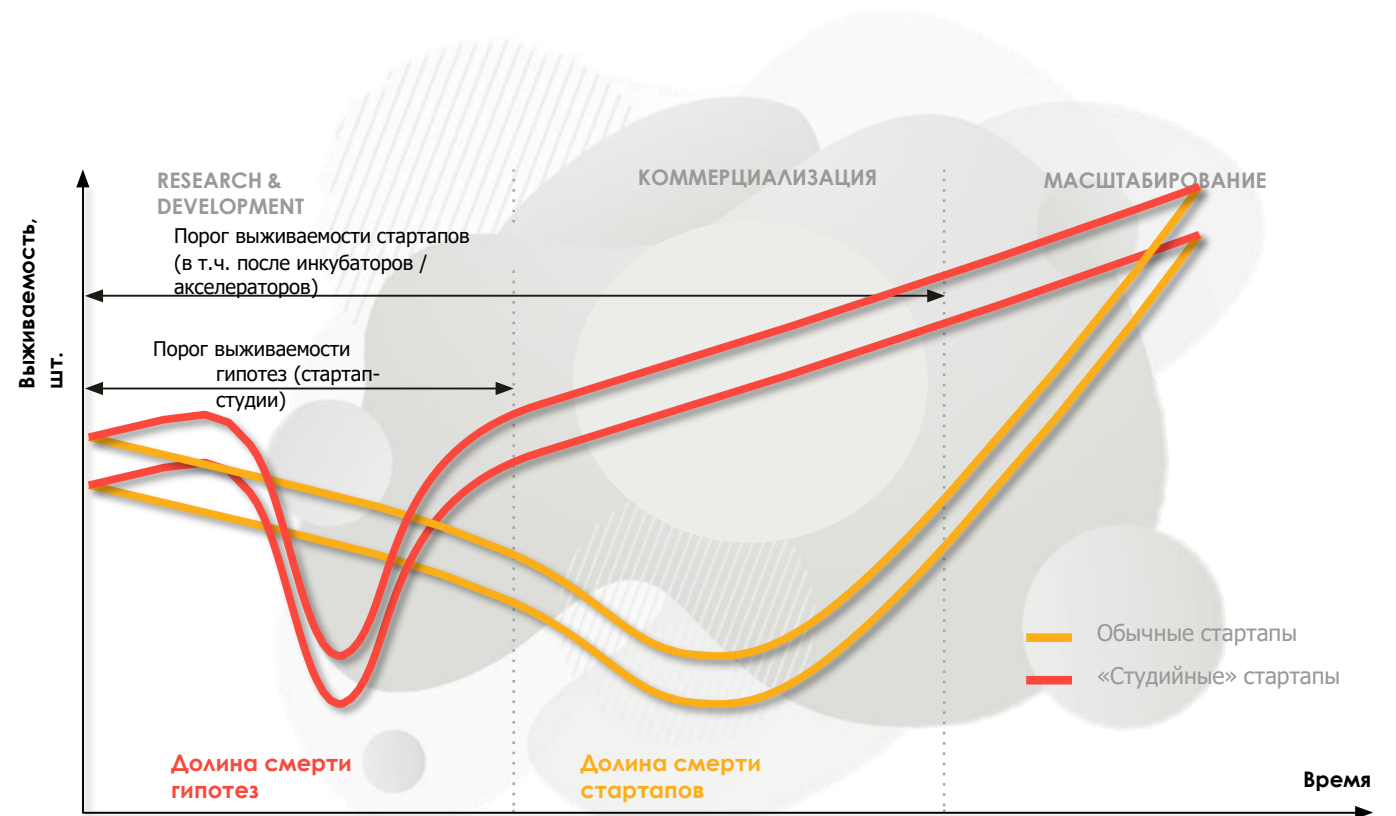 RESEARCH &
DEVELOPMENT
КОММЕРЦИАЛИЗАЦИЯ
МАСШТАБИРОВАНИЕ
Порог выживаемости стартапов
(в т.ч. после инкубаторов /
акселераторов)
Порог выживаемости
гипотез (стартап-
студии)
Выживаемость,
шт.
Обычные стартапы
«Студийные» стартапы
Долина смерти
гипотез
Долина смерти
стартапов
Время